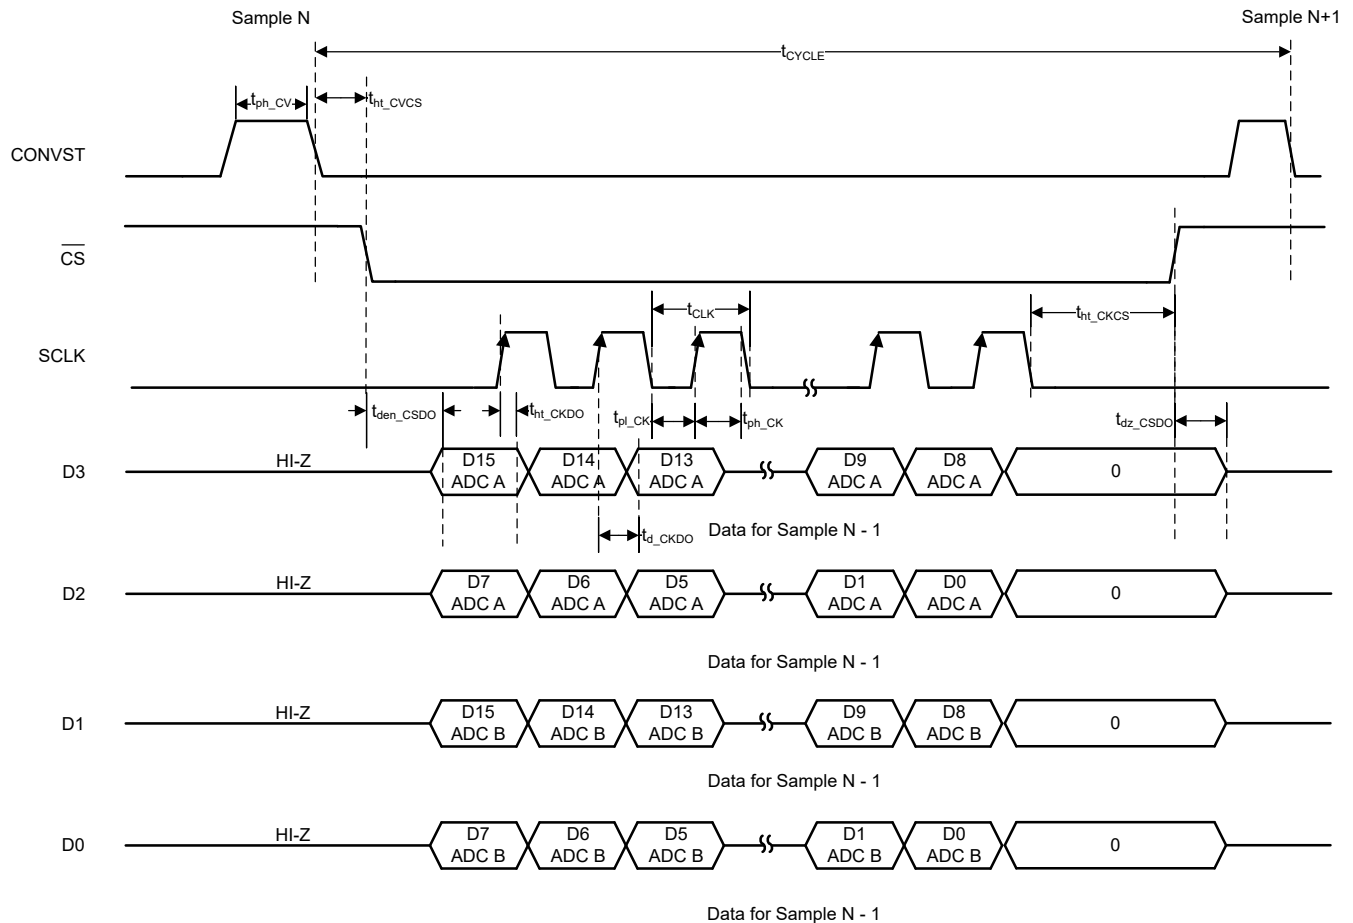 Sample N
Sample N+1
tCYCLE
tph_CV
tht_CVCS
CONVST
CS
tCLK
tht_CKCS
SCLK
tden_CSDO
tht_CKDO
tpl_CK
tph_CK
tdz_CSDO
D3
HI-Z
D15 D14 D13 D9 D8
ADC A ADC A ADC A ADC A ADC A
0
td_CKDO
Data for Sample N - 1
D2
HI-Z
D7 D6 D5 D1 D0
ADC A ADC A ADC A ADC A ADC A
0
Data for Sample N - 1
D1
HI-Z
D15 D14 D13 D9 D8
ADC B ADC B ADC B ADC B ADC B
0
Data for Sample N - 1
D0
HI-Z
D7 D6 D5 D1 D0
ADC B ADC B ADC B ADC B ADC B
0
Data for Sample N - 1